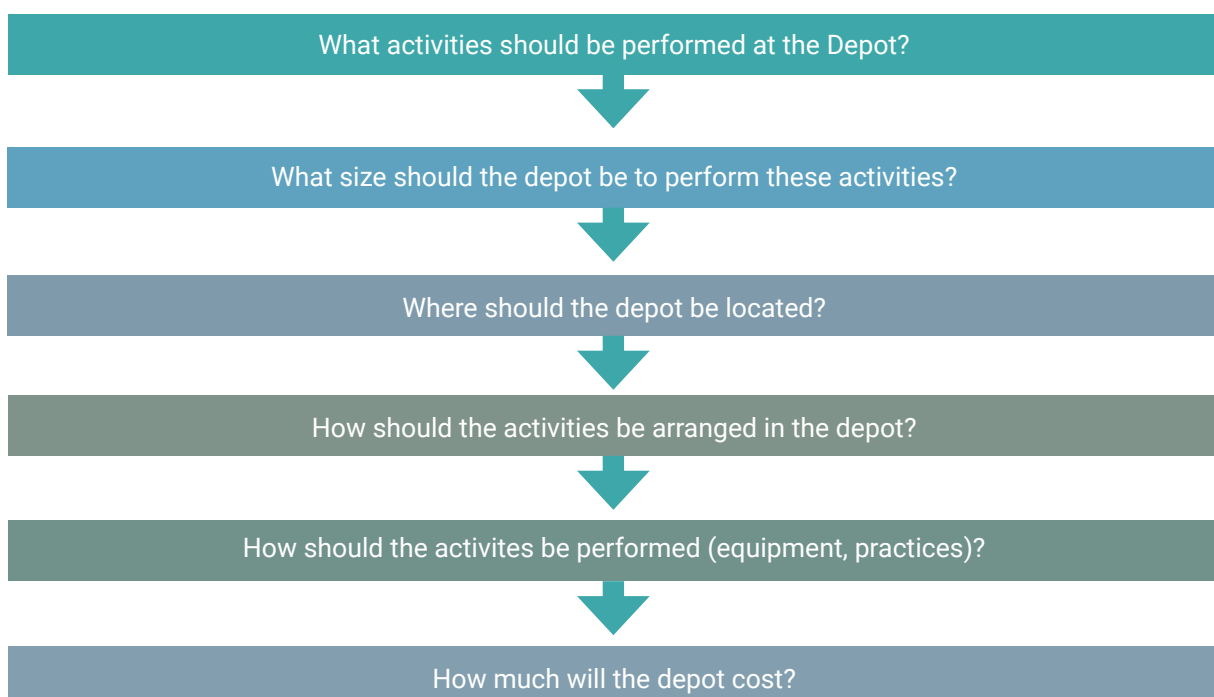 What activities should be performed at the Depot?
What size should the depot be to perform these activities?
Where should the depot be located?
How should the activities be arranged in the depot?
How should the activites be performed (equipment, practices)?
How much will the depot cost?